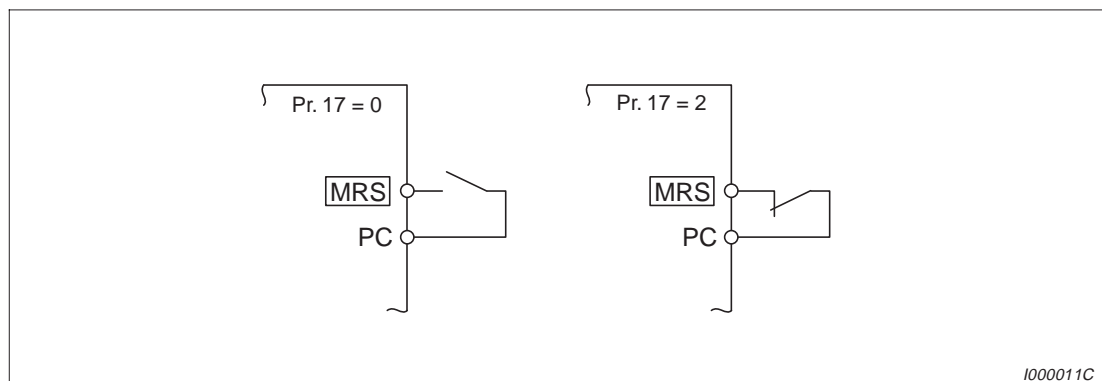 Pr. 17 = 0
MRS
PC
Pr. 17 = 2
MRS
PC
I000011C